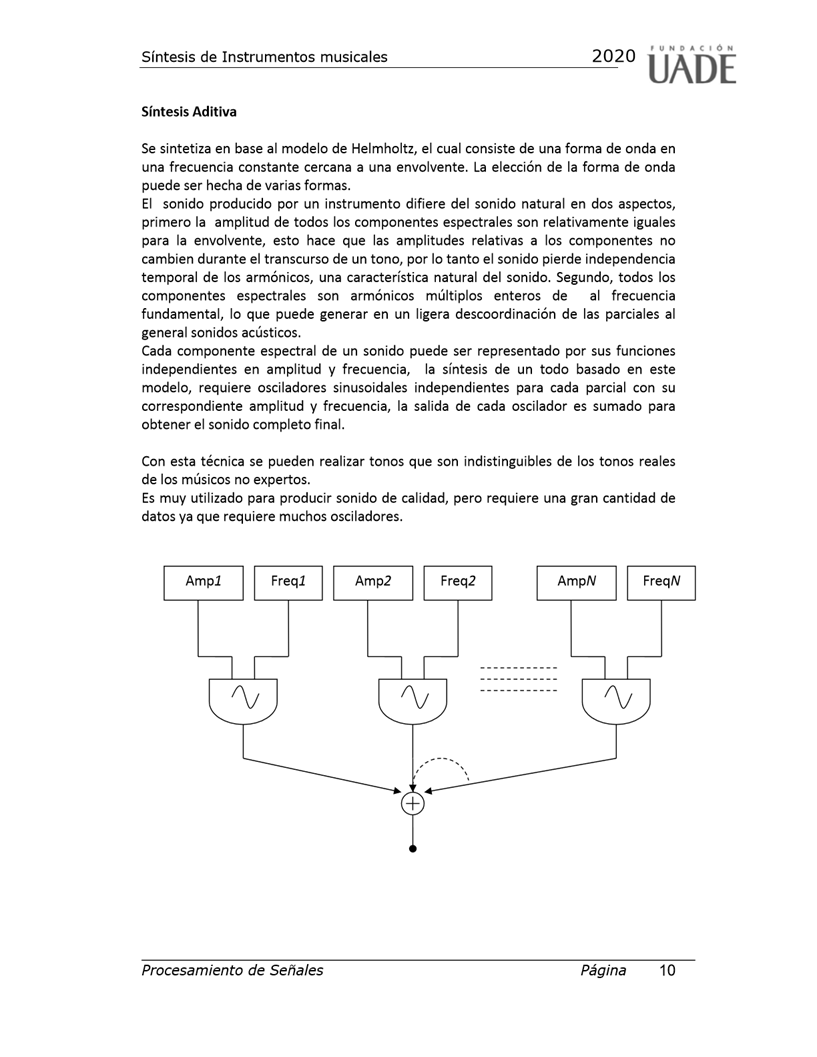 Síntesis de Instrumentos musicales 2020 FUNDACIÓN UADE
Síntesis Aditiva
Se sintetiza en base al modelo de Helmholtz, el cual consiste de una forma de onda en
una frecuencia constante cercana a una envolvente. La elección de la forma de onda
puede ser hecha de varias formas.
El sonido producido por un instrumento difiere del sonido natural en dos aspectos,
primero la amplitud de todos los componentes espectrales son relativamente iguales
para la envolvente, esto hace que las amplitudes relativas a los componentes no
cambien durante el transcurso de un tono, por lo tanto el sonido pierde independencia
temporal de los armónicos, una característica natural del sonido. Segundo, todos los
componentes espectrales son armónicos múltiplos enteros de al frecuencia
fundamental, lo que puede generar en un ligera descoordinación de las parciales al
general sonidos acústicos.
Cada componente espectral de un sonido puede ser representado por sus funciones
independientes en amplitud y frecuencia, la síntesis de un todo basado en este
modelo, requiere osciladores sinusoidales independientes para cada parcial con su
correspondiente amplitud y frecuencia, la salida de cada oscilador es sumado para
obtener el sonido completo final.
Con esta técnica se pueden realizar tonos que son indistinguibles de los tonos reales
de los músicos no expertos.
Es muy utilizado para producir sonido de calidad, pero requiere una gran cantidad de
datos ya que requiere muchos osciladores.
Amp1 Freq1 Amp2 Freq2 AmpN FreqN
Procesamiento de Señales Página 10